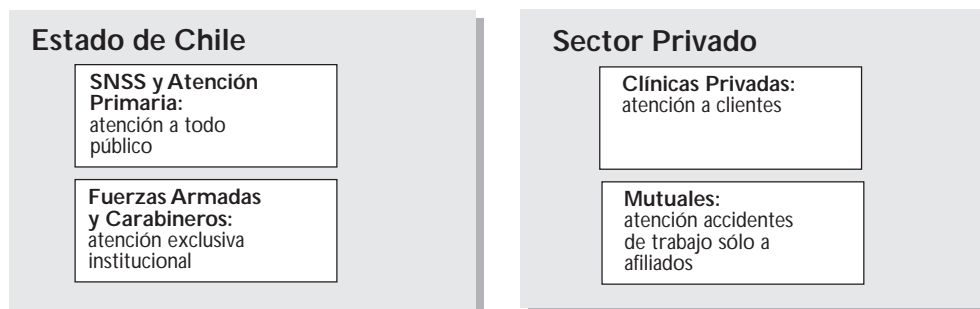 Estado de Chile
SNSS y Atención
Primaria:
atención a todo
público
Fuerzas Armadas
y Carabineros:
atención exclusiva
institucional
Sector Privado
Clínicas Privadas:
atención a clientes
Mutuales:
atención accidentes
de trabajo sólo a
afiliados